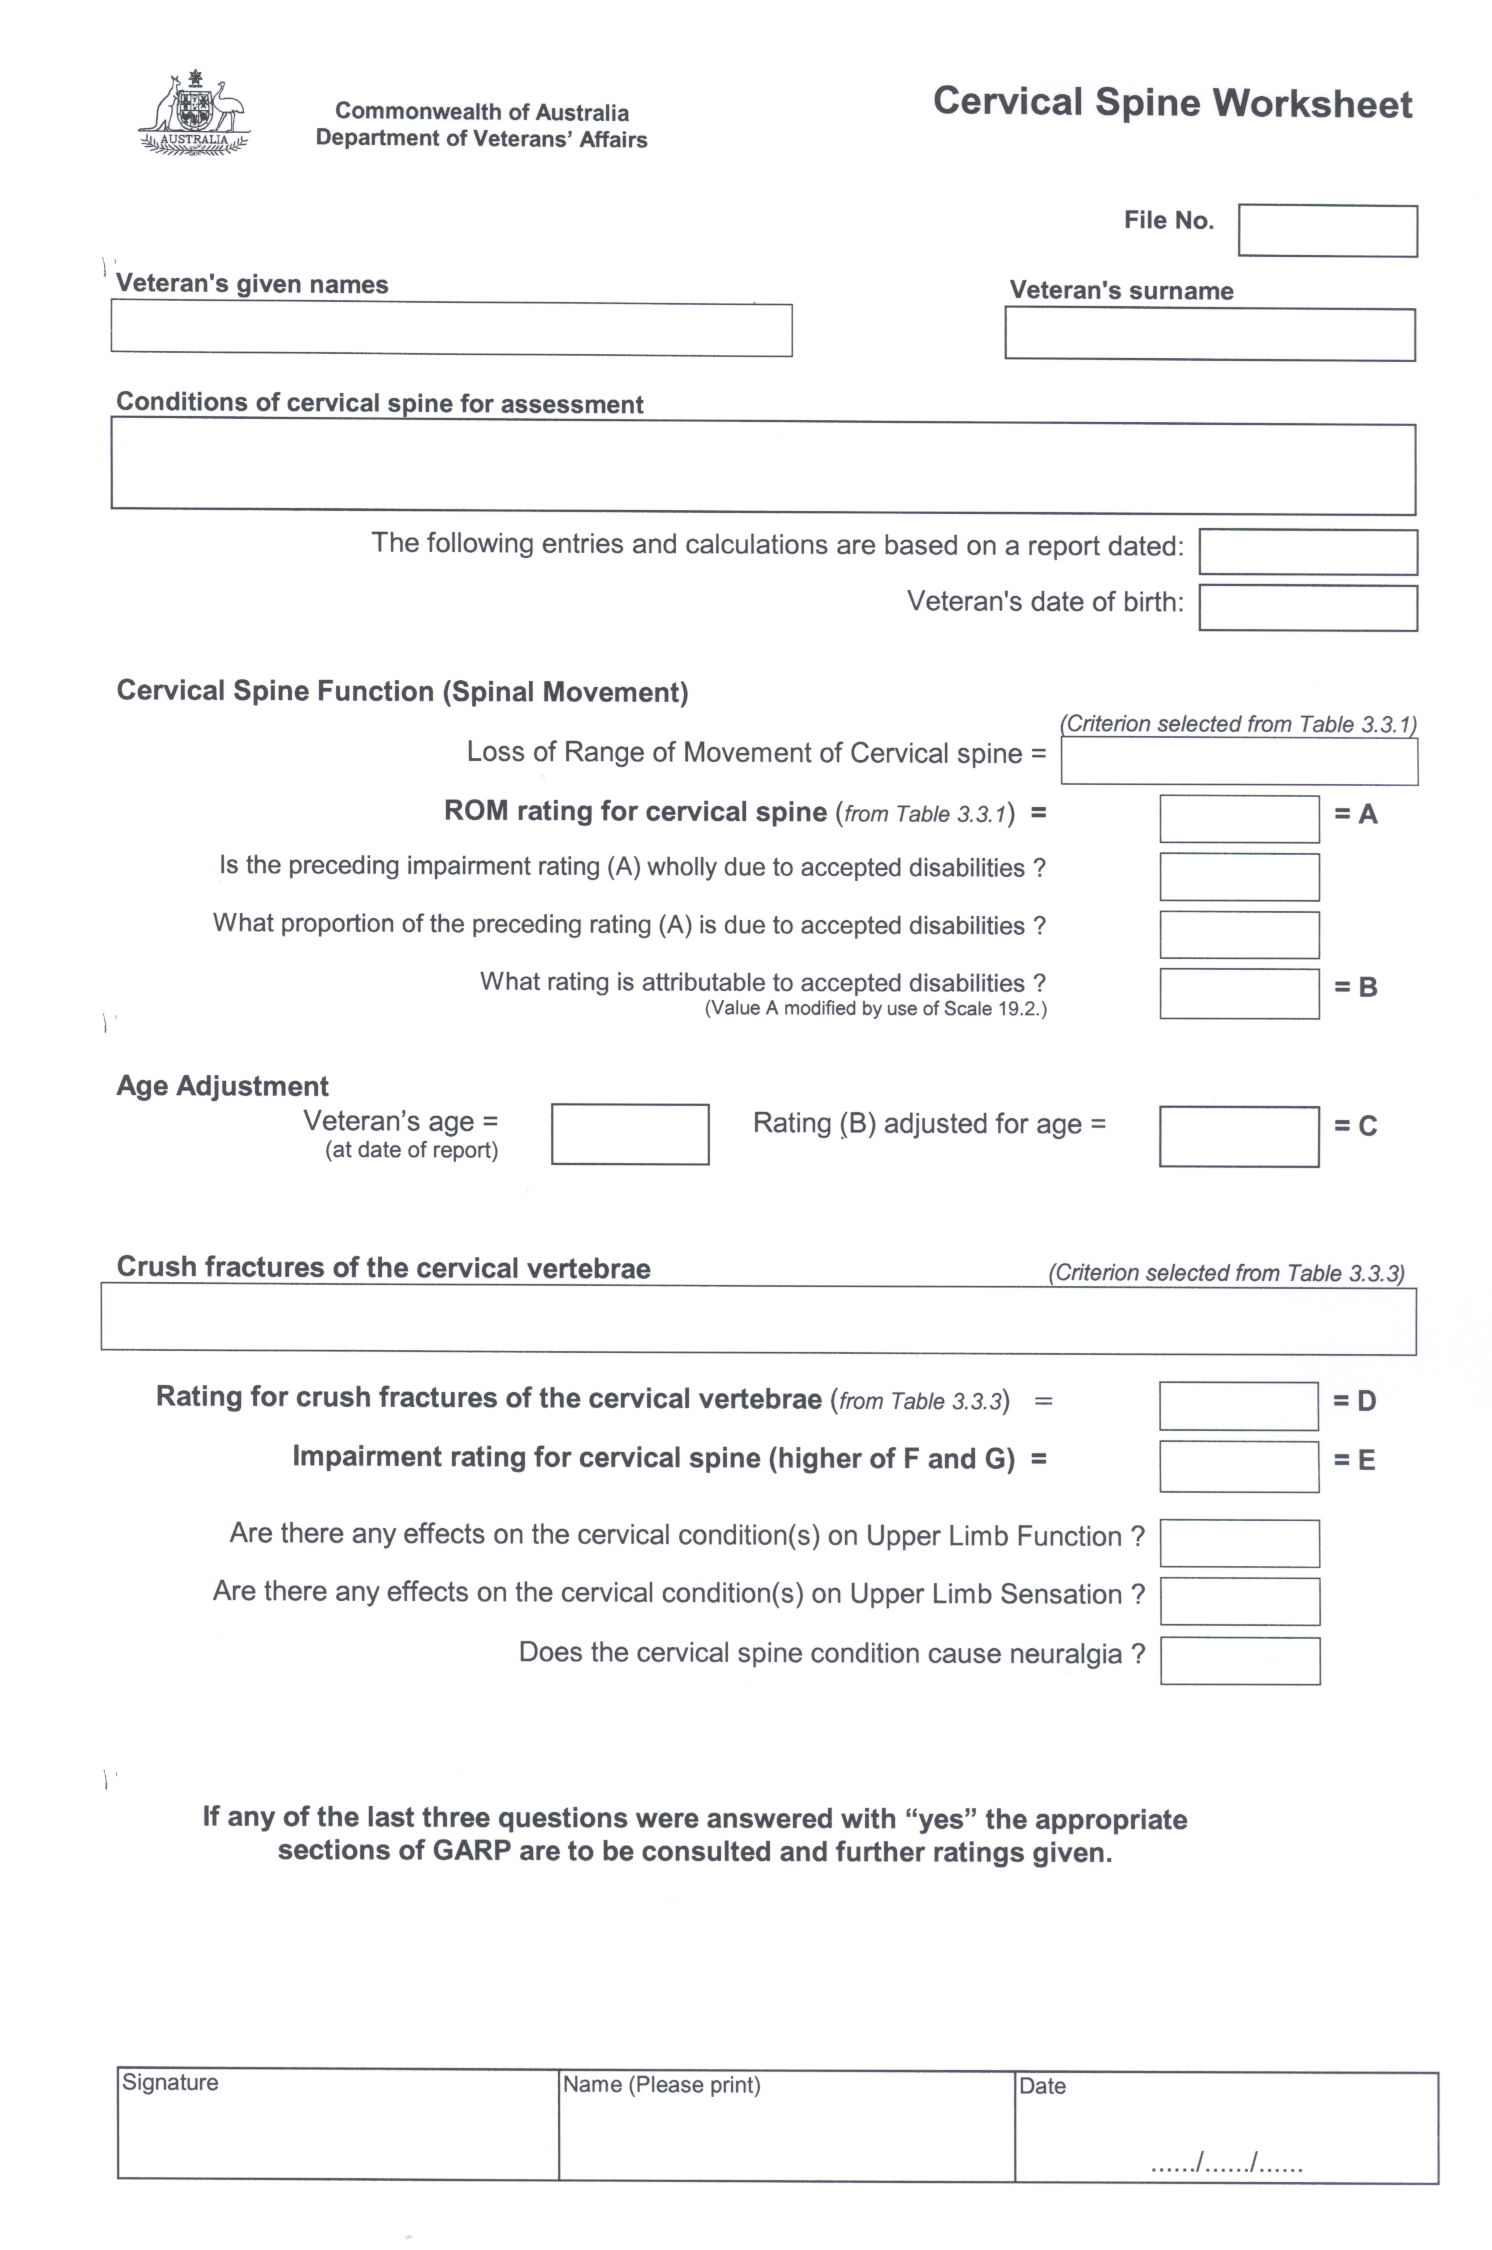 AUSTRALIA
Commonwealth of Australia
Department of Veterans’ Affairs
Cervical Spine Worksheet
File No.
Veteran's given names
Veteran's surname
Conditions of cervical spine for assessment
The following entries and calculations are based on a report dated:
Veteran's date of birth:
Cervical Spine Function (Spinal Movement)
(Criterion selected from Table 3.3.1)
Loss of Range of Movement of Cervical spine =
ROM rating for cervical spine (from Table 3.3.1) = = A
Is the preceding impairment rating (A) wholly due to accepted disabilities ?
What proportion of the preceding rating (A) is due to accepted disabilities ?
What rating is attributable to accepted disabilities ? = B
(Value A modified by use of Scale 19.2.)
Age Adjustment
Veteran’s age = Rating (B) adjusted for age = = C
(at date of report)
Crush fractures of the cervical vertebrae (Criterion selected from Table 3.3.3)
Rating for crush fractures of the cervical vertebrae (from Table 3.3.3) = = D
Impairment rating for cervical spine (higher of F and G) = = E
Are there any effects on the cervical condition(s) on Upper Limb Function ?
Are there any effects on the cervical condition(s) on Upper Limb Sensation ?
Does the cervical spine condition cause neuralgia ?
If any of the last three questions were answered with “yes” the appropriate
sections of GARP are to be consulted and further ratings given.
Signature Name (Please print) Date
....../....../......